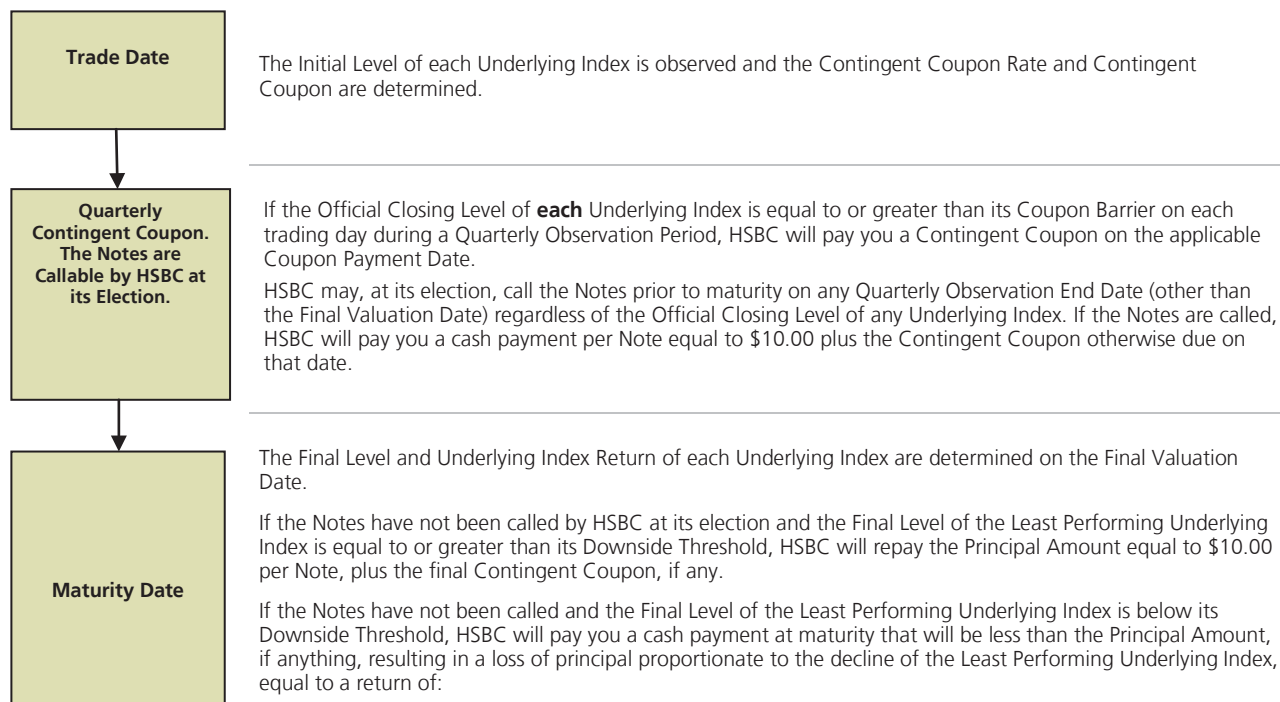 Trade Date
The Initial Level of each Underlying Index is observed and the Contingent Coupon Rate and Contingent
Coupon are determined.
Quarterly
Contingent Coupon.
The Notes are
Callable by HSBC at
its Election.
If the Official Closing Level of each Underlying Index is equal to or greater than its Coupon Barrier on each
trading day during a Quarterly Observation Period, HSBC will pay you a Contingent Coupon on the applicable
Coupon Payment Date.
HSBC may, at its election, call the Notes prior to maturity on any Quarterly Observation End Date (other than
the Final Valuation Date) regardless of the Official Closing Level of any Underlying Index. If the Notes are called,
HSBC will pay you a cash payment per Note equal to $10.00 plus the Contingent Coupon otherwise due on
that date.
Maturity Date
The Final Level and Underlying Index Return of each Underlying Index are determined on the Final Valuation
Date.
If the Notes have not been called by HSBC at its election and the Final Level of the Least Performing Underlying
Index is equal to or greater than its Downside Threshold, HSBC will repay the Principal Amount equal to $10.00
per Note, plus the final Contingent Coupon, if any.
If the Notes have not been called and the Final Level of the Least Performing Underlying Index is below its
Downside Threshold, HSBC will pay you a cash payment at maturity that will be less than the Principal Amount,
if anything, resulting in a loss of principal proportionate to the decline of the Least Performing Underlying Index,
equal to a return of: